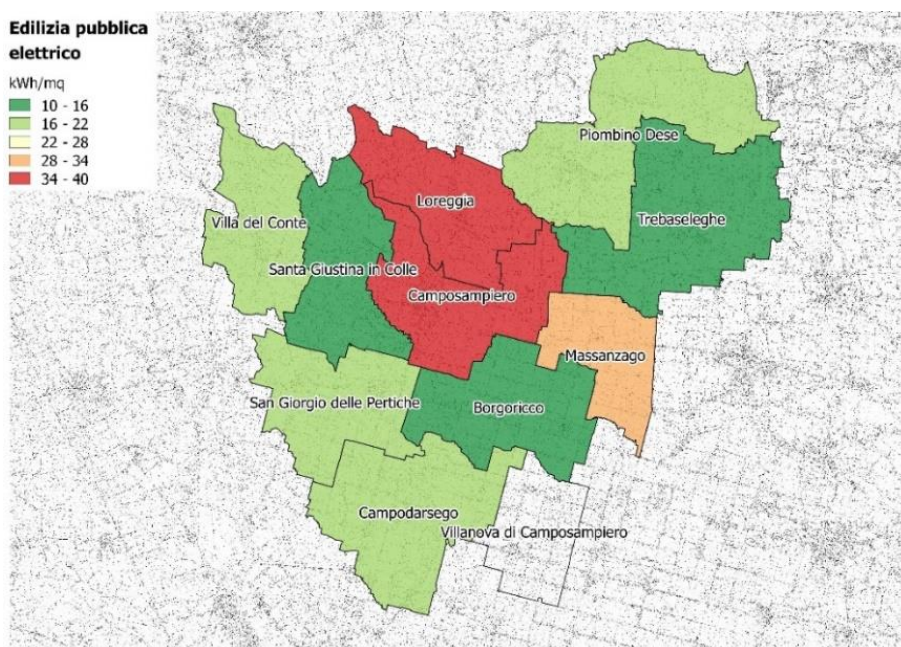 Edilizia pubblica
elettrico
kWh/mq
10 - 16
16 - 22
22 - 28
28 - 34
34 - 40
Piombino Dese
Loreggia
Trebaseleghe
Villa del Conte
Santa Giustina in Colle
Camposampiero
Massanzago
San Giorgio delle Pertiche
Borgoricco
Campodarsego
Villanova di Camposampiero